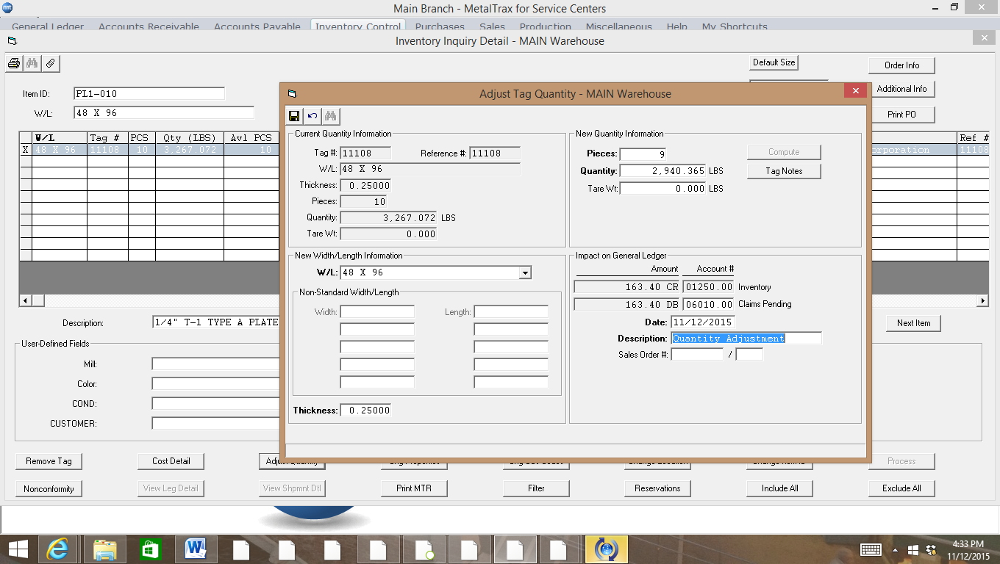 Main Branch - MetalTrax for Service Centers
General Ledger Accounts Receivable Accounts Payable Inventory Control Purchases Sales Production Miscellaneous Help My Shortcuts
Inventory Inquiry Detail - MAIN Warehouse
Default Size Order Info
Item ID: PL1-010
Additional Info
W/L: 48 X 96
Print PO
W/L Tag # PCS Qty (LBS) Avl PCS Ref #
X 48 X 96 11108 10 3,267.072 10 orporation 11108
Adjust Tag Quantity - MAIN Warehouse
Current Quantity Information
Tag #: 11108 Reference #: 11108
W/L: 48 X 96
Thickness: 0.25000
Pieces: 10
Quantity: 3,267.072 LBS
Tare Wt: 0.000
New Quantity Information
Pieces: 9 Compute
Quantity: 2,940.365 LBS Tag Notes
Tare Wt: 0.000 LBS
New Width/Length Information
W/L: 48 X 96
Non-Standard Width/Length
Width: Length:
Thickness: 0.25000
Impact on General Ledger
Amount Account #
163.40 CR 01250.00 Inventory
163.40 DB 06010.00 Claims Pending
Date: 11/12/2015
Description: Quantity Adjustment
Sales Order #: /
Description: 1/4" T-1 TYPE A PLATE Next Item
User-Defined Fields
Mill:
Color:
COND:
CUSTOMER:
Remove Tag Cost Detail Adjust Quantity Process
Nonconformity View Leg Detail View Shpmnt Dtl Print MTR Filter Reservations Include All Exclude All
4:33 PM
11/12/2015